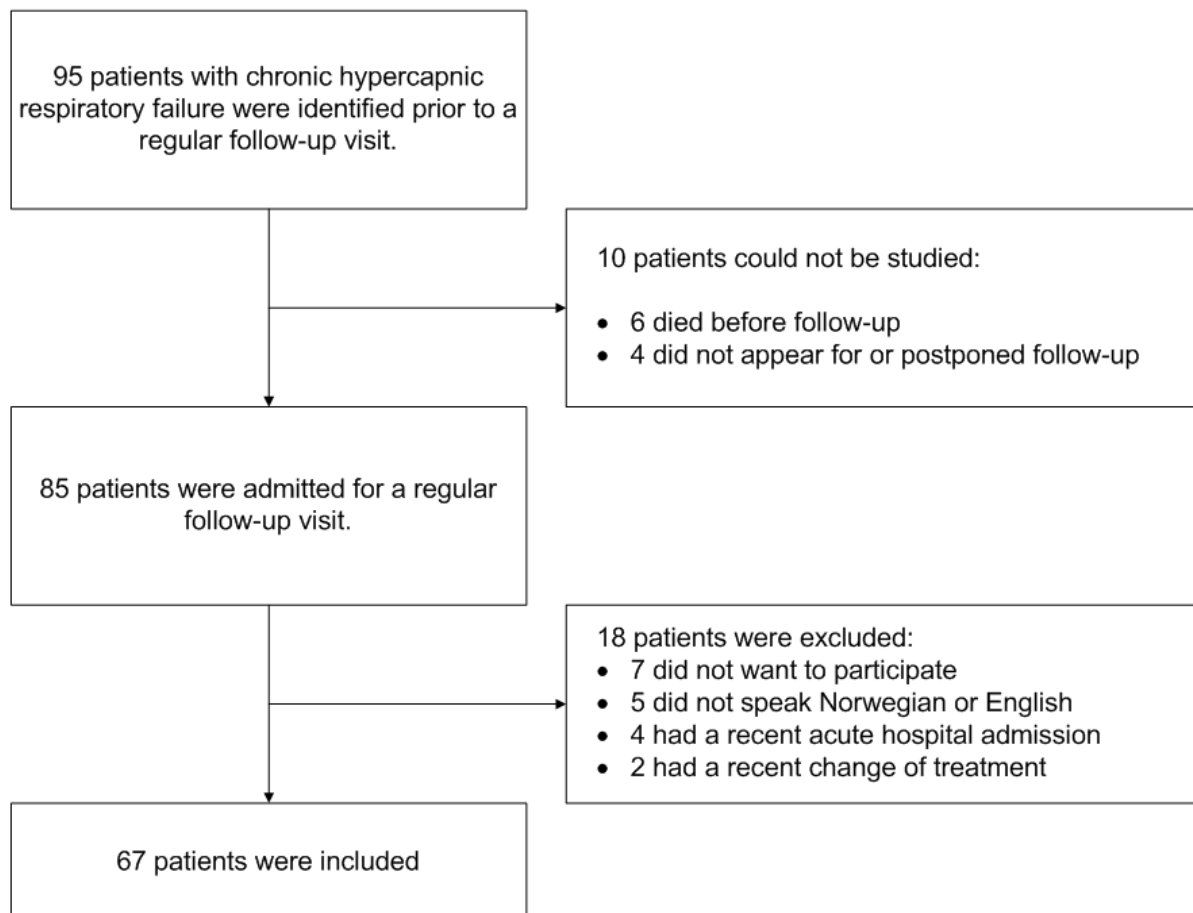 95 patients with chronic hypercapnic
respiratory failure were identified prior to a
regular follow-up visit.
10 patients could not be studied:
• 6 died before follow-up
• 4 did not appear for or postponed follow-up
85 patients were admitted for a regular
follow-up visit.
18 patients were excluded:
• 7 did not want to participate
• 5 did not speak Norwegian or English
• 4 had a recent acute hospital admission
• 2 had a recent change of treatment
67 patients were included